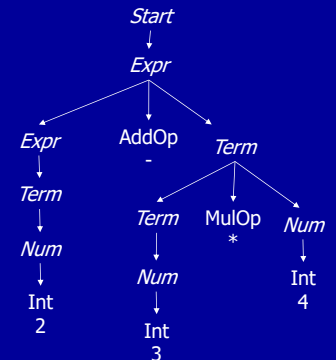 Start
Expr
Expr AddOp Term
-
Term Term MulOp Num
*
Num Num Int
4
Int
2
Int
3